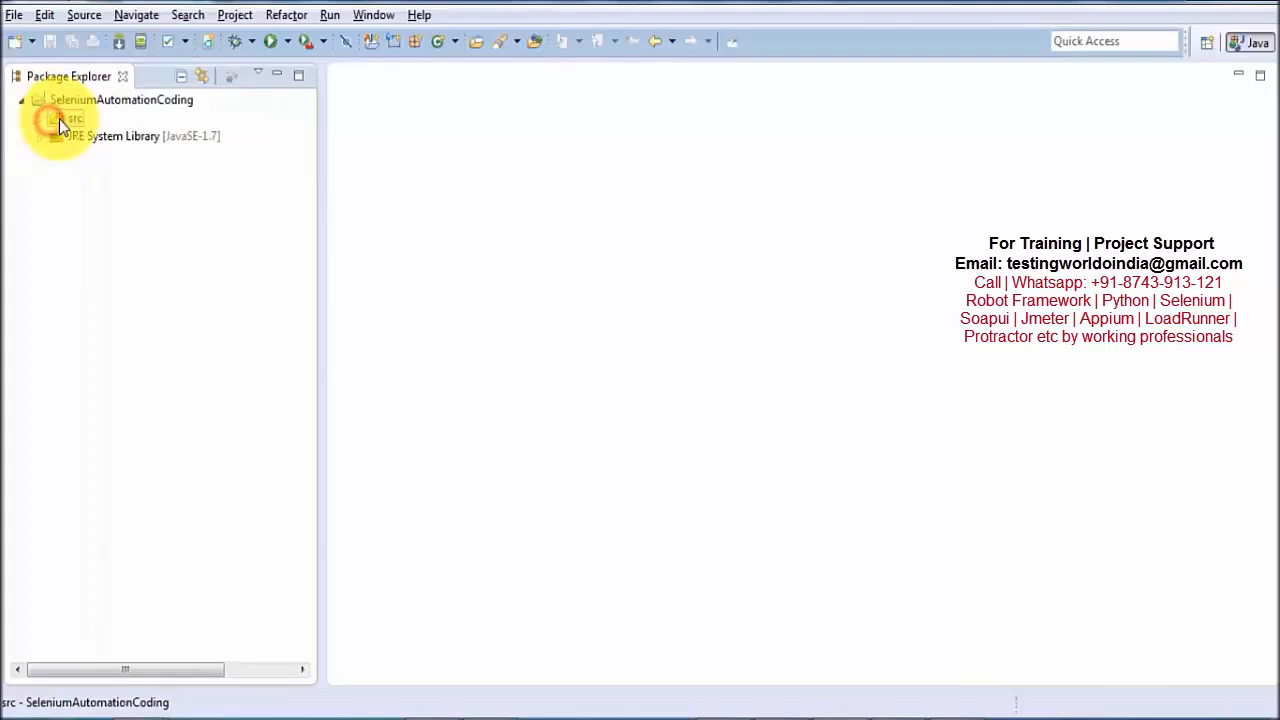 File Edit Source Navigate Search Project Refactor Run Window Help
Quick Access
Java
Package Explorer
SeleniumAutomationCoding
src
JRE System Library [JavaSE-1.7]
For Training | Project Support
Email: testingworldoindia@gmail.com
Call | Whatsapp: +91-8743-913-121
Robot Framework | Python | Selenium |
Soapui | Jmeter | Appium | LoadRunner |
Protractor etc by working professionals
src - SeleniumAutomationCoding